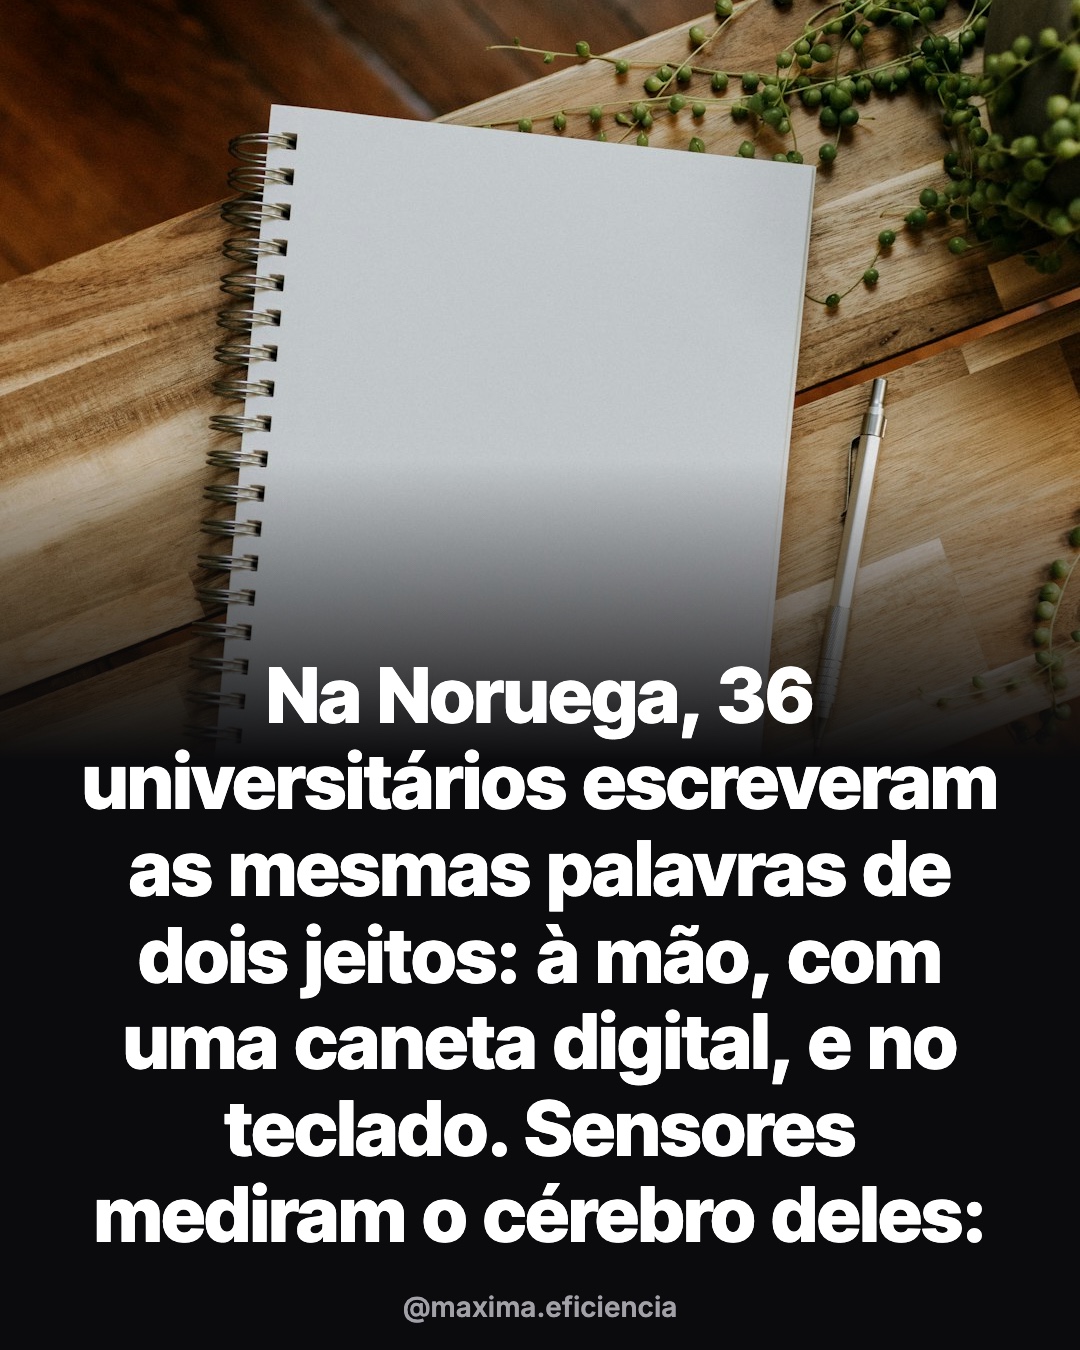 Na Noruega, 36
universitários escreveram
as mesmas palavras de
dois jeitos: à mão, com
uma caneta digital, e no
teclado. Sensores
mediram o cérebro deles:
@maxima.eficiencia